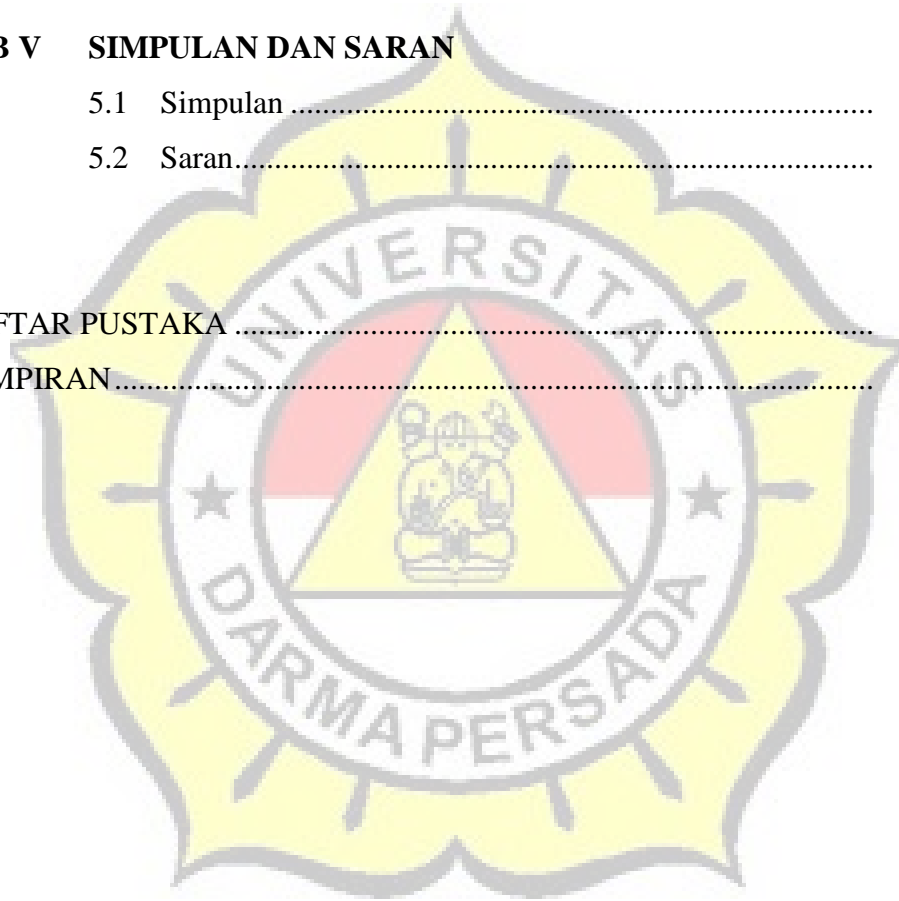 B V SIMPULAN DAN SARAN
5.1 Simpulan ........................................................................
5.2 Saran................................................................................
FTAR PUSTAKA ................................................................................
MPIRAN...............................................................................................
UNIVERSITAS
DARMA PERSADA